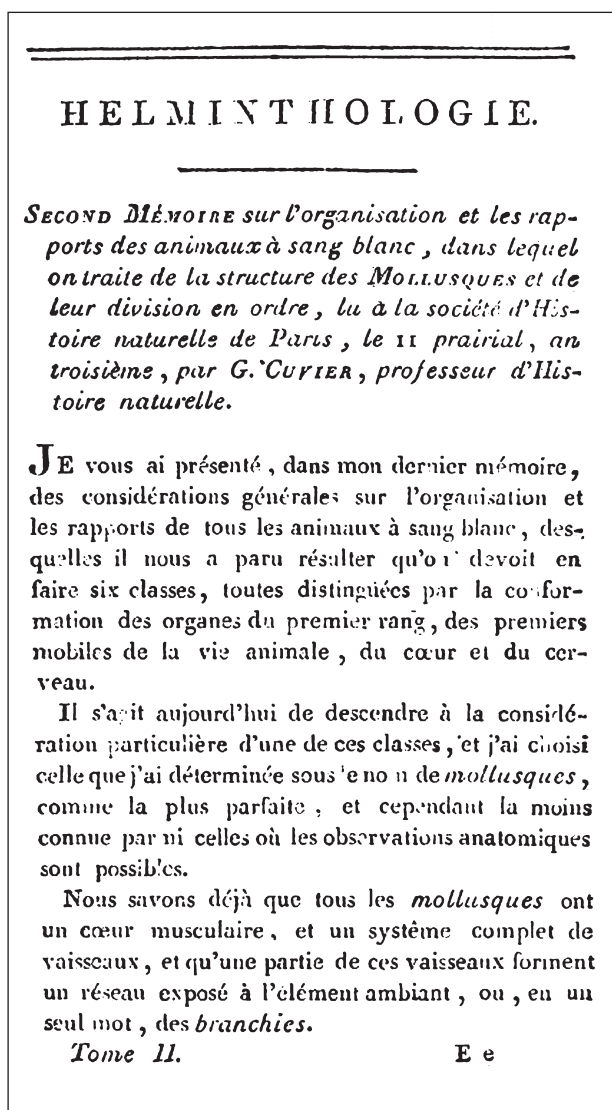 HELMINTHOLOGIE.
SECOND MÉMOIRE sur l'organisation et les rap-
ports des animaux à sang blanc, dans lequel
on traite de la structure des MOLLUSQUES et de
leur division en ordre, lu à la société d'His-
toire naturelle de Paris, le 11 prairial, an
troisième, par G. CUVIER, professeur d'His-
toire naturelle.
JE vous ai présenté, dans mon dernier mémoire,
des considérations générales sur l'organisation et
les rapports de tous les animaux à sang blanc, des-
quelles il nous a paru résulter qu'on devoit en
faire six classes, toutes distinguées par la confor-
mation des organes du premier rang, des premiers
mobiles de la vie animale, du cœur et du cer-
veau.
Il s'agit aujourd'hui de descendre à la considé-
ration particulière d'une de ces classes, et j'ai choisi
celle que j'ai déterminée sous le nom de mollusques,
comme la plus parfaite, et cependant la moins
connue parmi celles où les observations anatomiques
sont possibles.
Nous savons déjà que tous les mollusques ont
un cœur musculaire, et un systême complet de
vaisseaux, et qu'une partie de ces vaisseaux forment
un réseau exposé à l'élément ambiant, ou, en un
seul mot, des branchies.
Tome II. E e